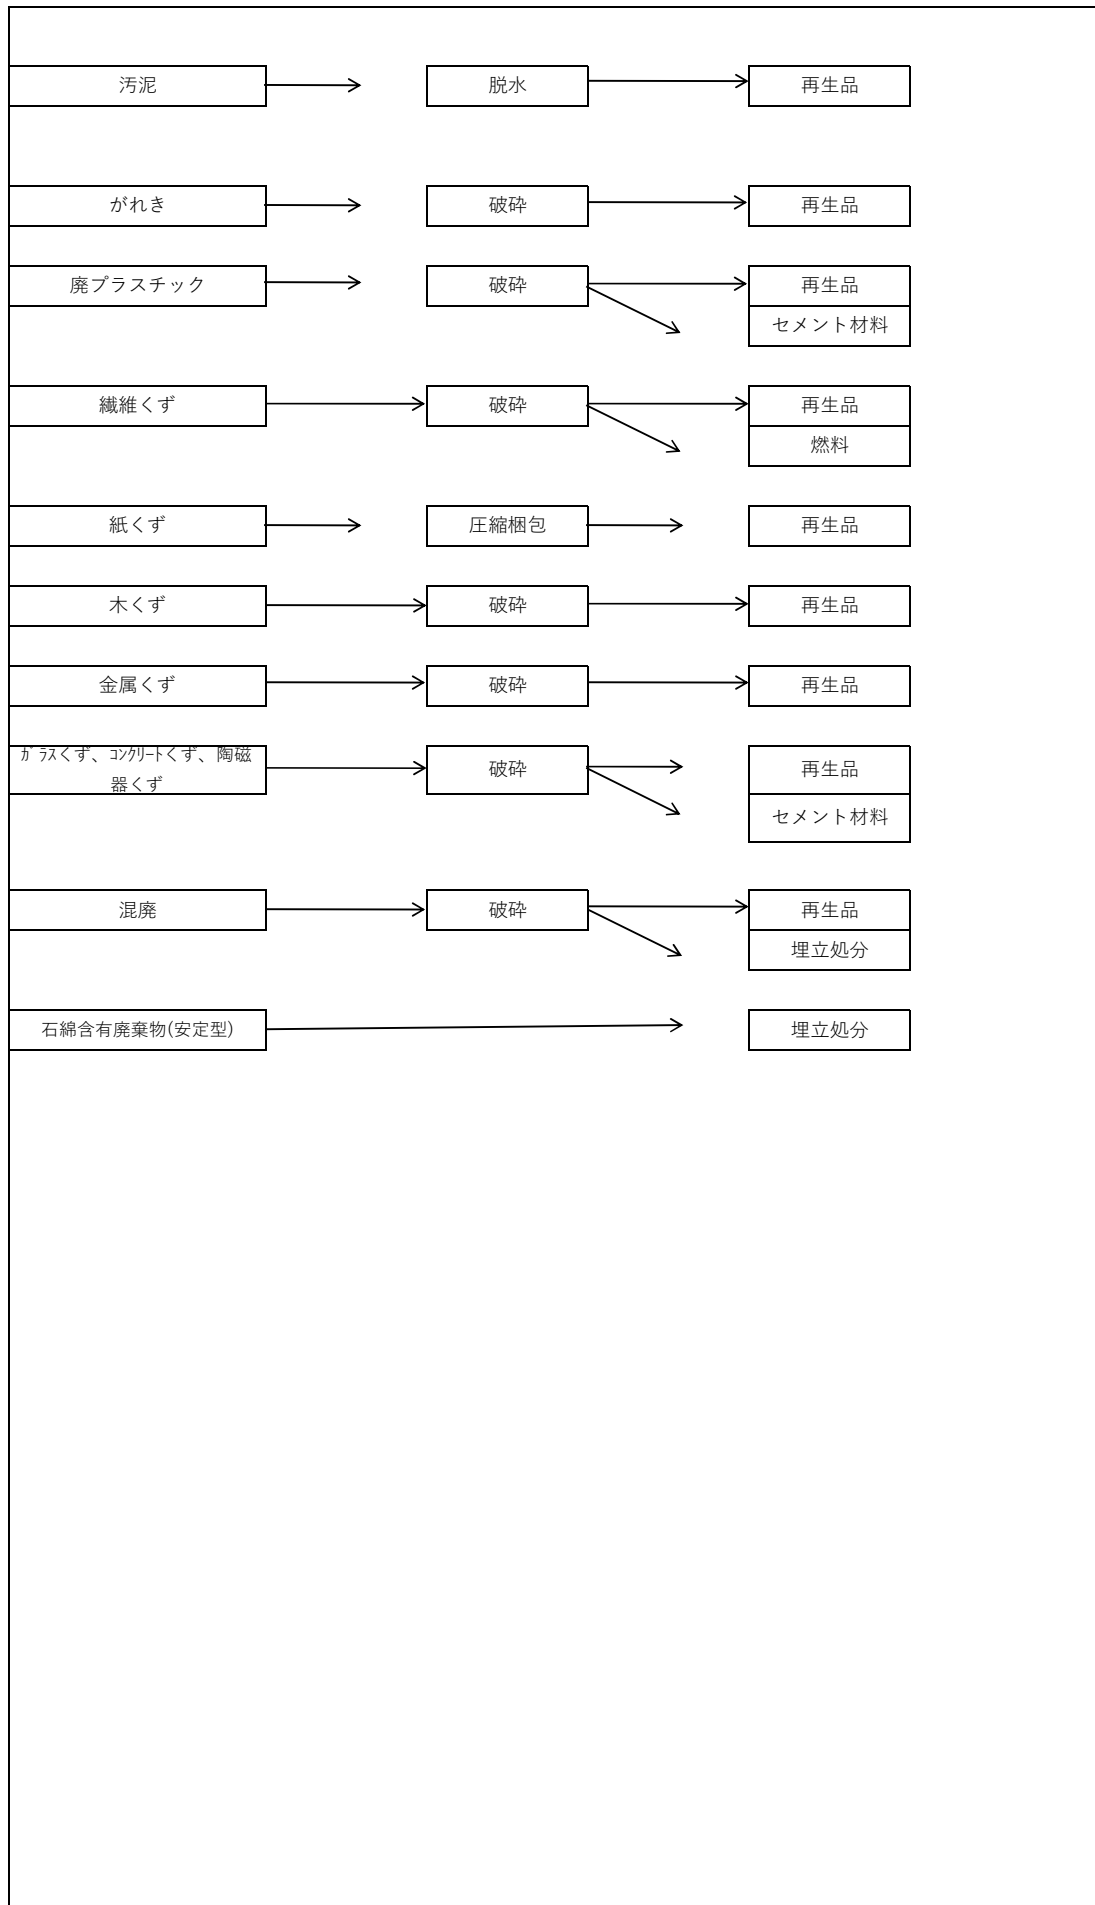 汚泥 脱水 再生品
がれき 破砕 再生品
廃プラスチック 破砕 再生品
セメント材料
繊維くず 破砕 再生品
燃料
紙くず 圧縮梱包 再生品
木くず 破砕 再生品
金属くず 破砕 再生品
ｶﾞﾗｽくず、ｺﾝｸﾘｰﾄくず、陶磁
器くず
破砕 再生品
セメント材料
混廃 破砕 再生品
埋立処分
石綿含有廃棄物(安定型) 埋立処分